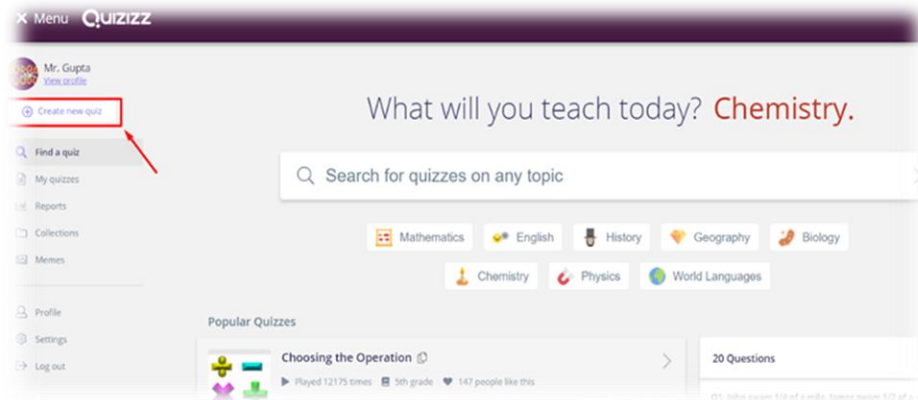 Menu Quizizz
Mr. Gupta
View profile
Create new quiz
Find a quiz
My quizzes
Reports
Collections
Memes
Profile
Settings
Log out
What will you teach today? Chemistry.
Search for quizzes on any topic
Mathematics English History Geography Biology
Chemistry Physics World Languages
Popular Quizzes
Choosing the Operation
Played 12175 times 5th grade 147 people like this
20 Questions